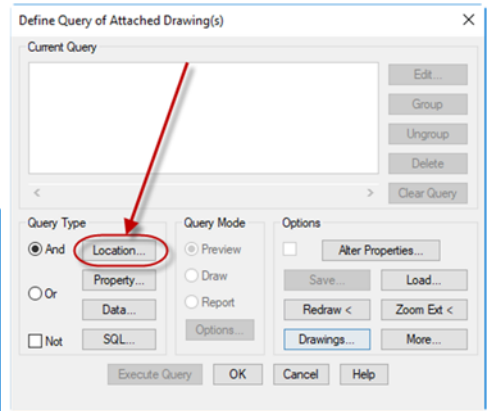 Define Query of Attached Drawing(s)
Current Query
Edit...
Group
Ungroup
Delete
Clear Query
Query Type
And
Location...
Property...
Or
Data...
Not
SQL...
Query Mode
Preview
Draw
Report
Options...
Options
Alter Properties...
Save...
Load...
Redraw <
Zoom Ext <
Drawings...
More...
Execute Query
OK
Cancel
Help